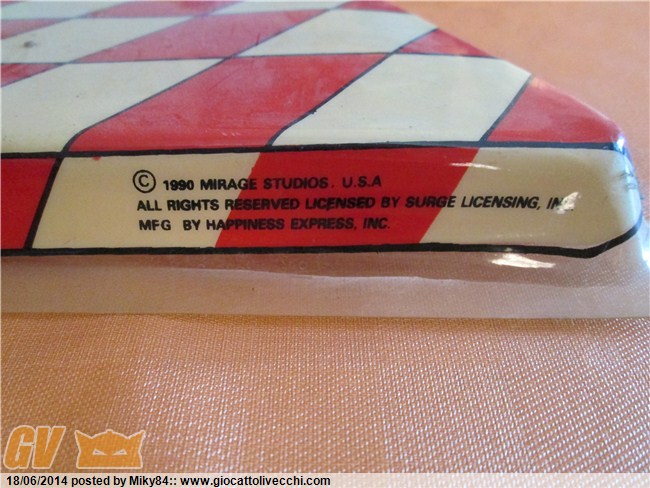 © 1990 MIRAGE STUDIOS. U.S.A
ALL RIGHTS RESERVED LICENSED BY SURGE LICENSING,
MFG BY HAPPINESS EXPRESS, INC.
GV
18/06/2014 posted by Miky84:: www.giocattolivecchi.com